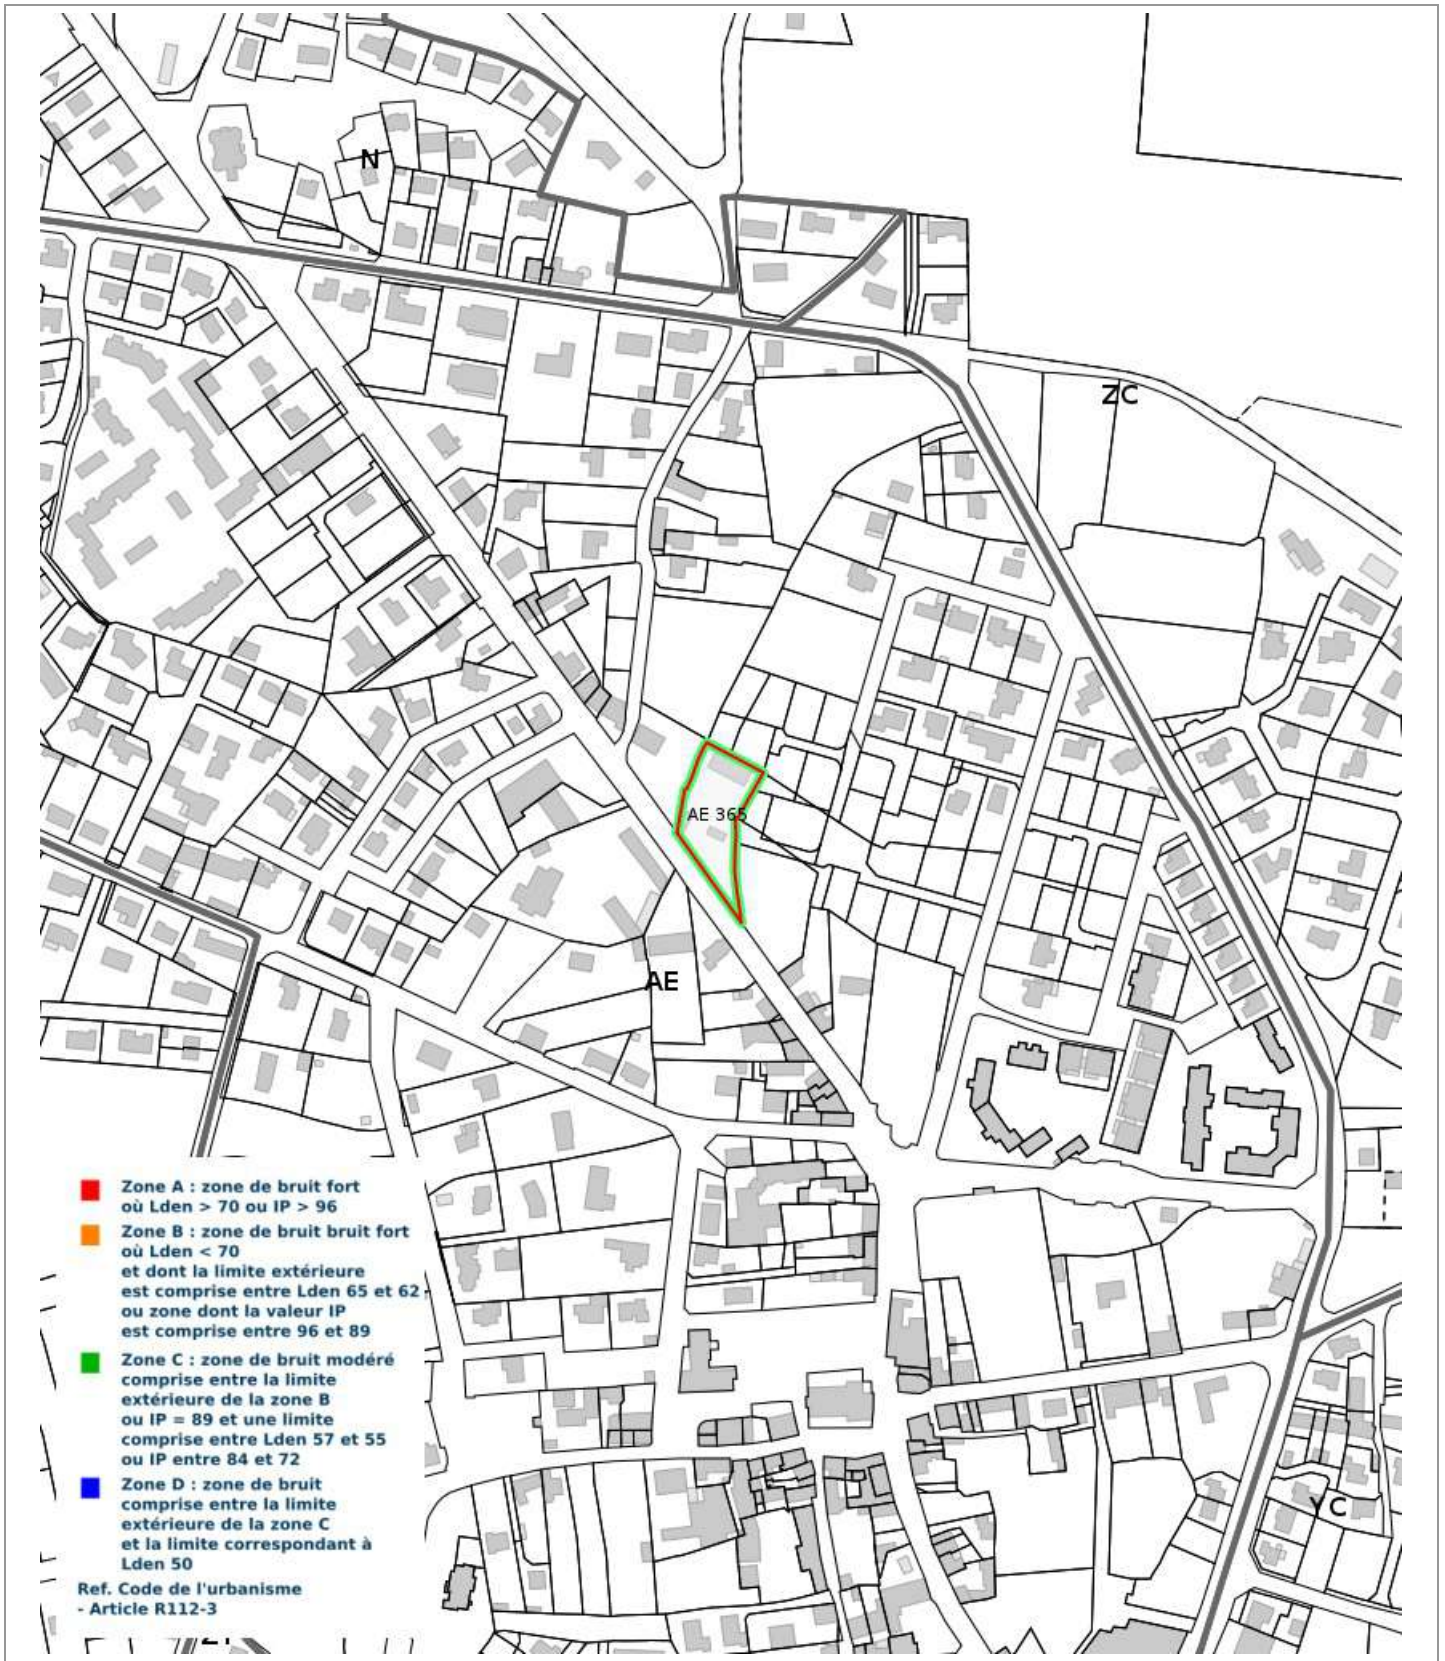 N
ZC
AE 365
AE
Zone A : zone de bruit fort
où Lden > 70 ou IP > 96
Zone B : zone de bruit bruit fort
où Lden < 70
et dont la limite extérieure
est comprise entre Lden 65 et 62
ou zone dont la valeur IP
est comprise entre 96 et 89
Zone C : zone de bruit modéré
comprise entre la limite
extérieure de la zone B
ou IP = 89 et une limite
comprise entre Lden 57 et 55
ou IP entre 84 et 72
Zone D : zone de bruit
comprise entre la limite
extérieure de la zone C
et la limite correspondant à
Lden 50
Ref. Code de l'urbanisme
- Article R112-3
YC